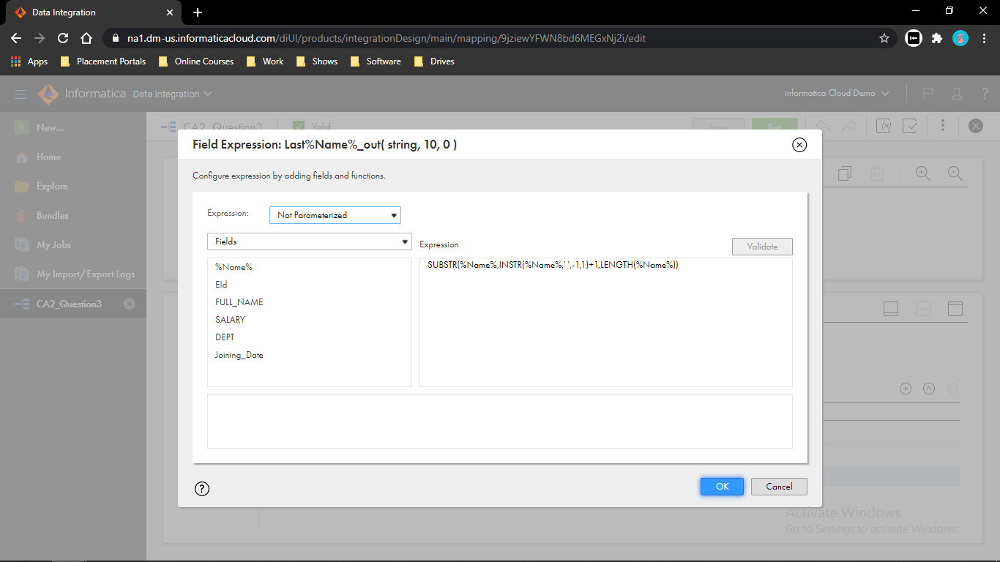 Data Integration
na1.dm-us.informaticacloud.com/diUI/products/integrationDesign/main/mapping/9jziewYFWN8bd6MEGxNj2i/edit
Apps Placement Portals Online Courses Work Shows Software Drives
Informatica Data Integration informatica Cloud Demo ?
New... CA2_Question3 Valid Save Run
Home
Explore
Bundles
My Jobs
My Import/Export Logs
CA2_Question3
Field Expression: Last%Name%_out( string, 10, 0 )
Configure expression by adding fields and functions.
Expression: Not Parameterized
Fields Expression Validate
%Name% SUBSTR(%Name%,INSTR(%Name%,' ',-1,1)+1,LENGTH(%Name%))
EId
FULL_NAME
SALARY
DEPT
Joining_Date
? OK Cancel
Activate Windows
Go to Settings to activate Windows.